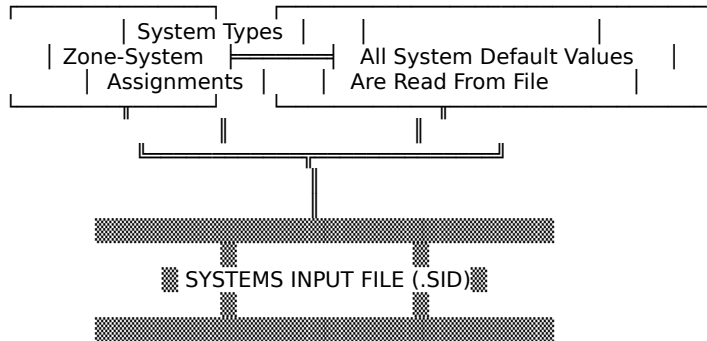 System Types
Zone-System All System Default Values
Assignments Are Read From File
SYSTEMS INPUT FILE (.SID)